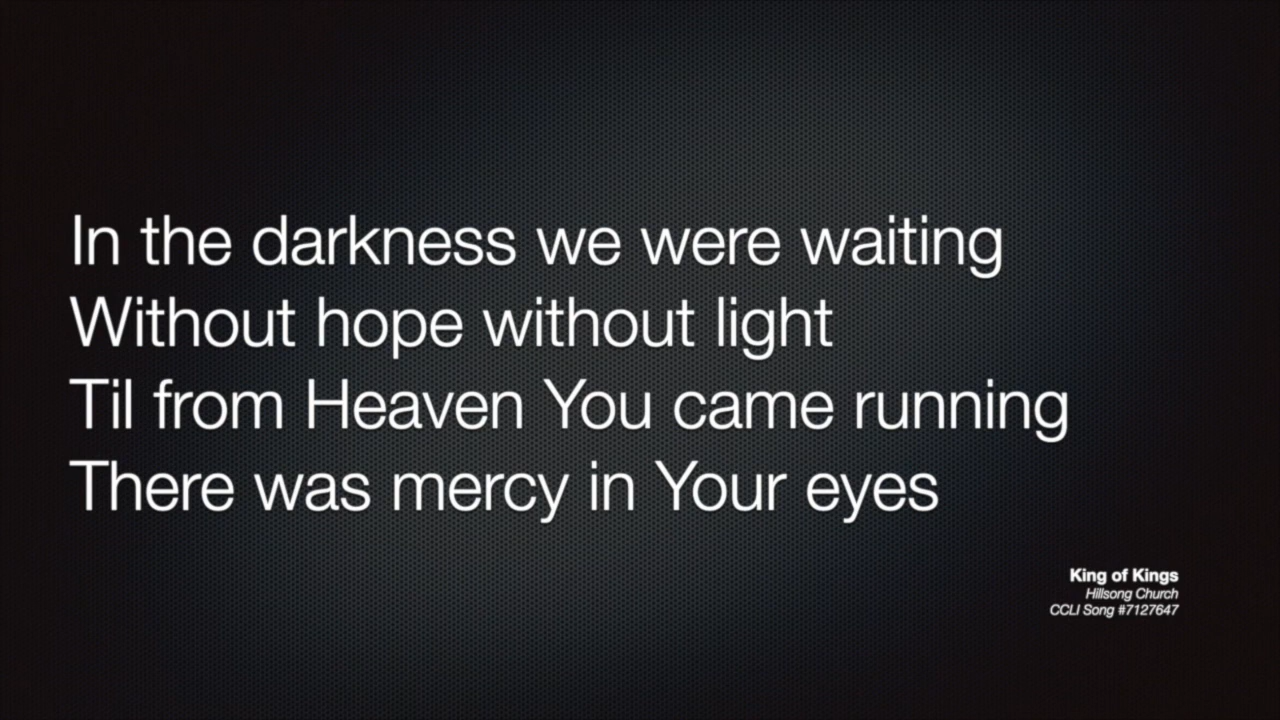 In the darkness we were waiting
Without hope without light
Til from Heaven You came running
There was mercy in Your eyes
King of Kings
Hillsong Church
CCLI Song #7127647